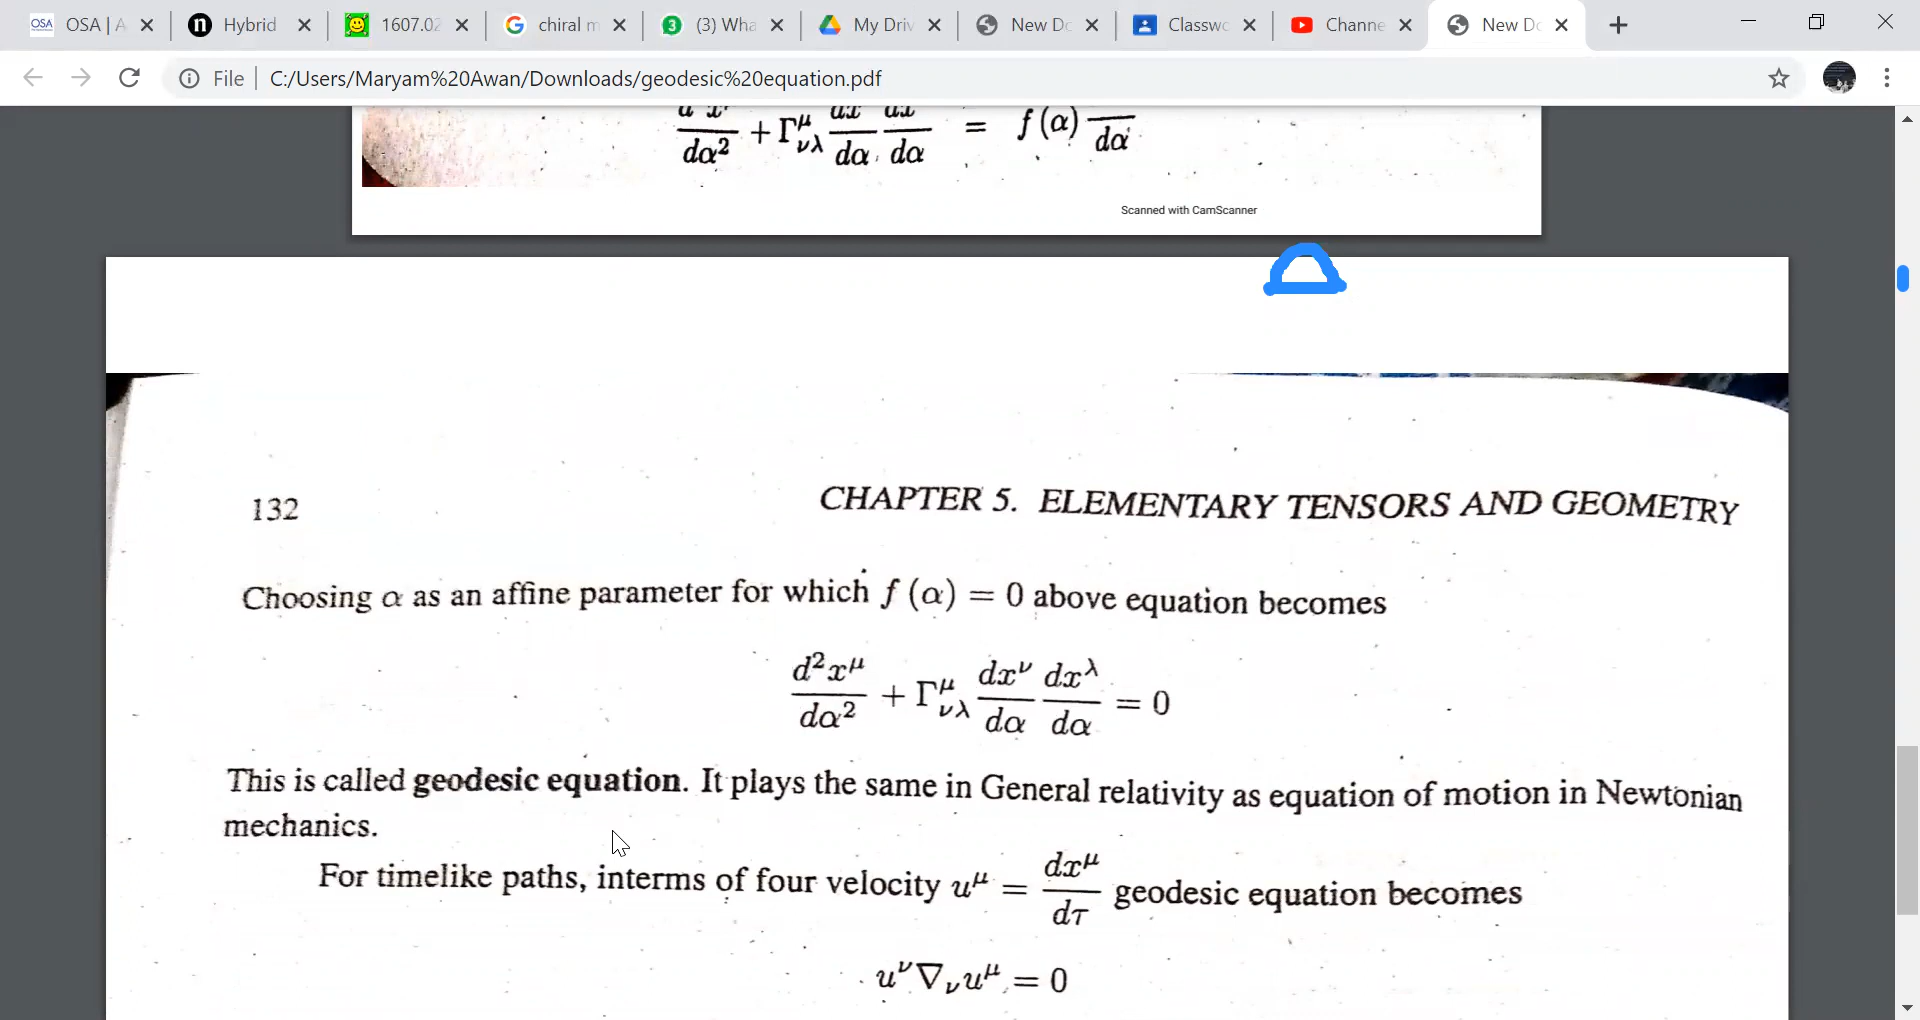 OSA | A
Hybrid
1607.02
chiral m
(3) Wha
My Driv
New Do
Classwo
Channe
New Do
File | C:/Users/Maryam%20Awan/Downloads/geodesic%20equation.pdf
dα² + Γ^μ_νλ dα dα = f (α) dα
Scanned with CamScanner
132 CHAPTER 5. ELEMENTARY TENSORS AND GEOMETRY
Choosing α as an affine parameter for which f (α) = 0 above equation becomes
d²x^μ/dα² + Γ^μ_νλ dx^ν/dα dx^λ/dα = 0
This is called geodesic equation. It plays the same in General relativity as equation of motion in Newtonian
mechanics.
For timelike paths, interms of four velocity u^μ = dx^μ/dτ geodesic equation becomes
u^ν ∇_ν u^μ = 0